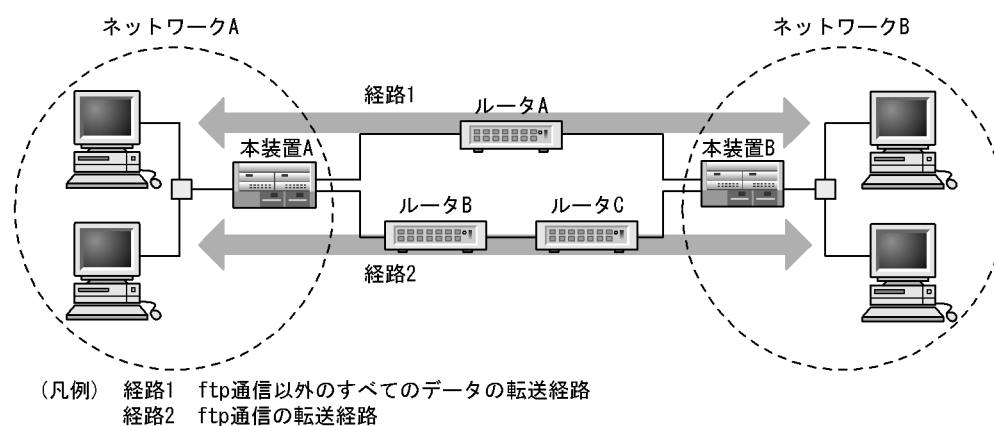 ネットワークA
ネットワークB
経路1
ルータA
本装置A
本装置B
ルータB
ルータC
経路2
(凡例) 経路1 ftp通信以外のすべてのデータの転送経路
経路2 ftp通信の転送経路